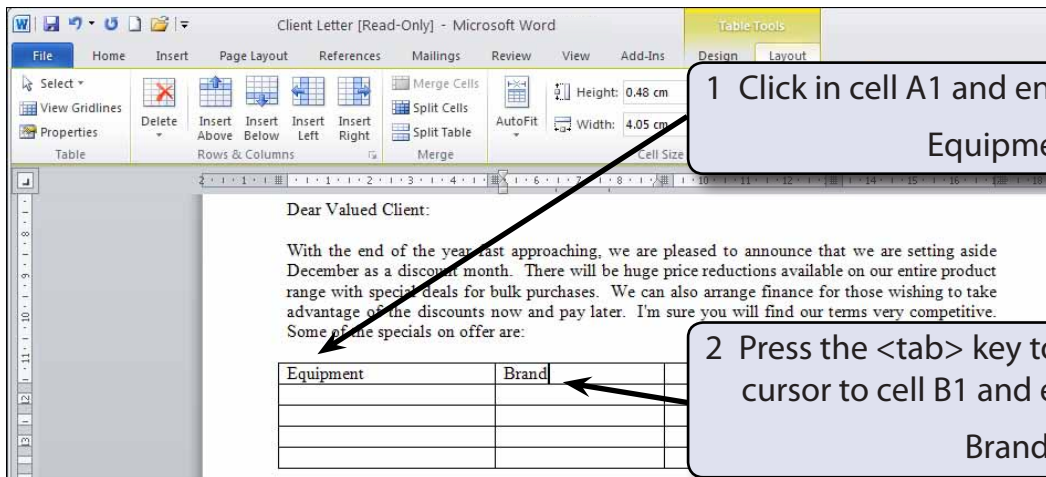 Client Letter [Read-Only] - Microsoft Word
Table Tools
File Home Insert Page Layout References Mailings Review View Add-Ins Design Layout
Select
View Gridlines
Properties
Table
Delete
Insert Above
Insert Below
Insert Left
Insert Right
Rows & Columns
Merge Cells
Split Cells
Split Table
Merge
AutoFit
Height: 0.48 cm
Width: 4.05 cm
Cell Size
1 Click in cell A1 and en
Equipme
Dear Valued Client:
With the end of the year fast approaching, we are pleased to announce that we are setting aside
December as a discount month. There will be huge price reductions available on our entire product
range with special deals for bulk purchases. We can also arrange finance for those wishing to take
advantage of the discounts now and pay later. I'm sure you will find our terms very competitive.
Some of the specials on offer are:
Equipment Brand
2 Press the <tab> key to
cursor to cell B1 and e
Brand